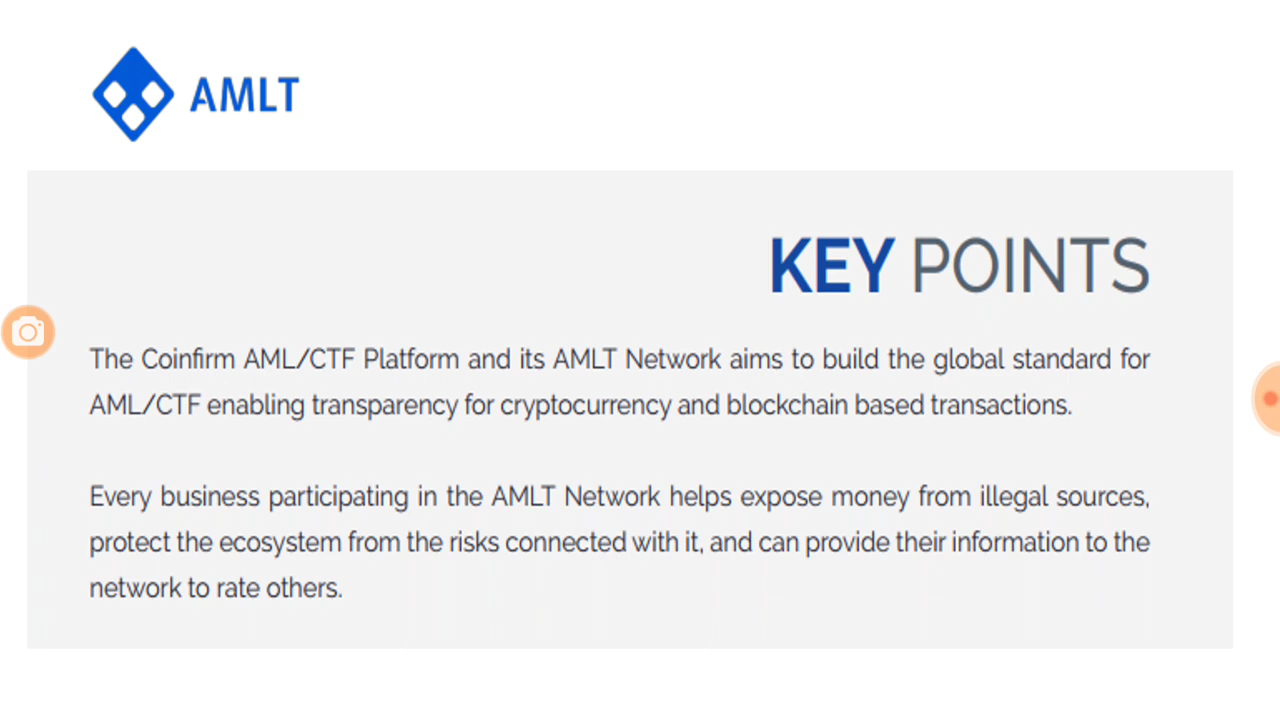 AMLT
KEY POINTS
The Coinfirm AML/CTF Platform and its AMLT Network aims to build the global standard for
AML/CTF enabling transparency for cryptocurrency and blockchain based transactions.
Every business participating in the AMLT Network helps expose money from illegal sources,
protect the ecosystem from the risks connected with it, and can provide their information to the
network to rate others.